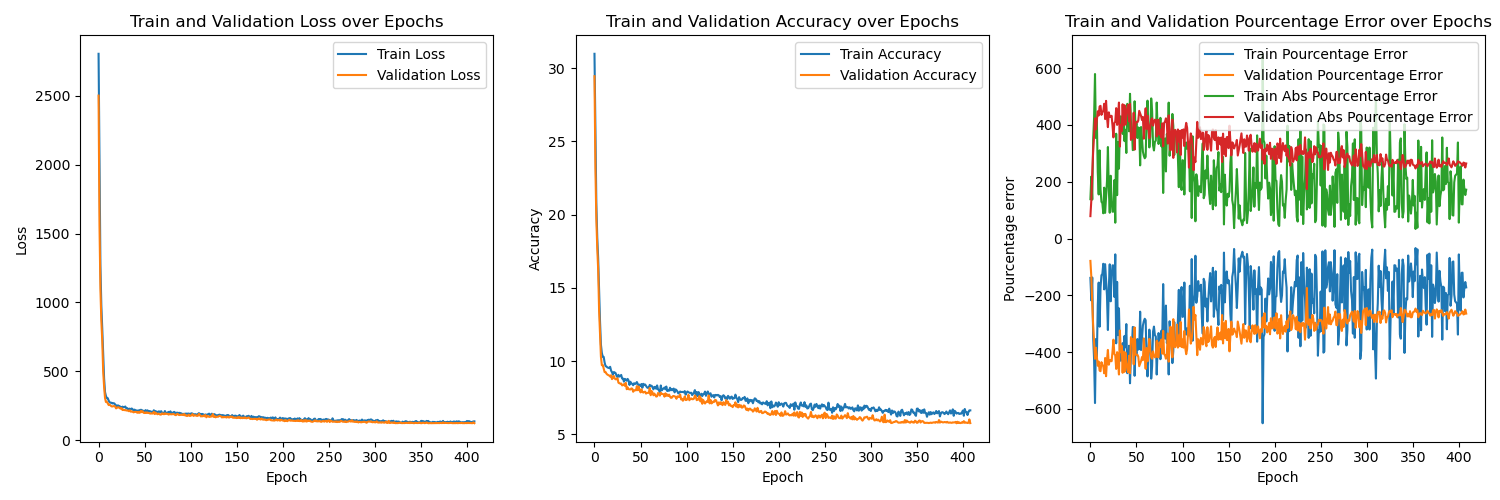 Train and Validation Loss over Epochs
Train Loss
Validation Loss
2500
2000
1500
1000
500
0
Loss
0 50 100 150 200 250 300 350 400
Epoch
Train and Validation Accuracy over Epochs
Train Accuracy
Validation Accuracy
30
25
20
15
10
5
Accuracy
0 50 100 150 200 250 300 350 400
Epoch
Train and Validation Pourcentage Error over Epochs
Train Pourcentage Error
Validation Pourcentage Error
Train Abs Pourcentage Error
Validation Abs Pourcentage Error
600
400
200
0
−200
−400
−600
Pourcentage error
0 50 100 150 200 250 300 350 400
Epoch